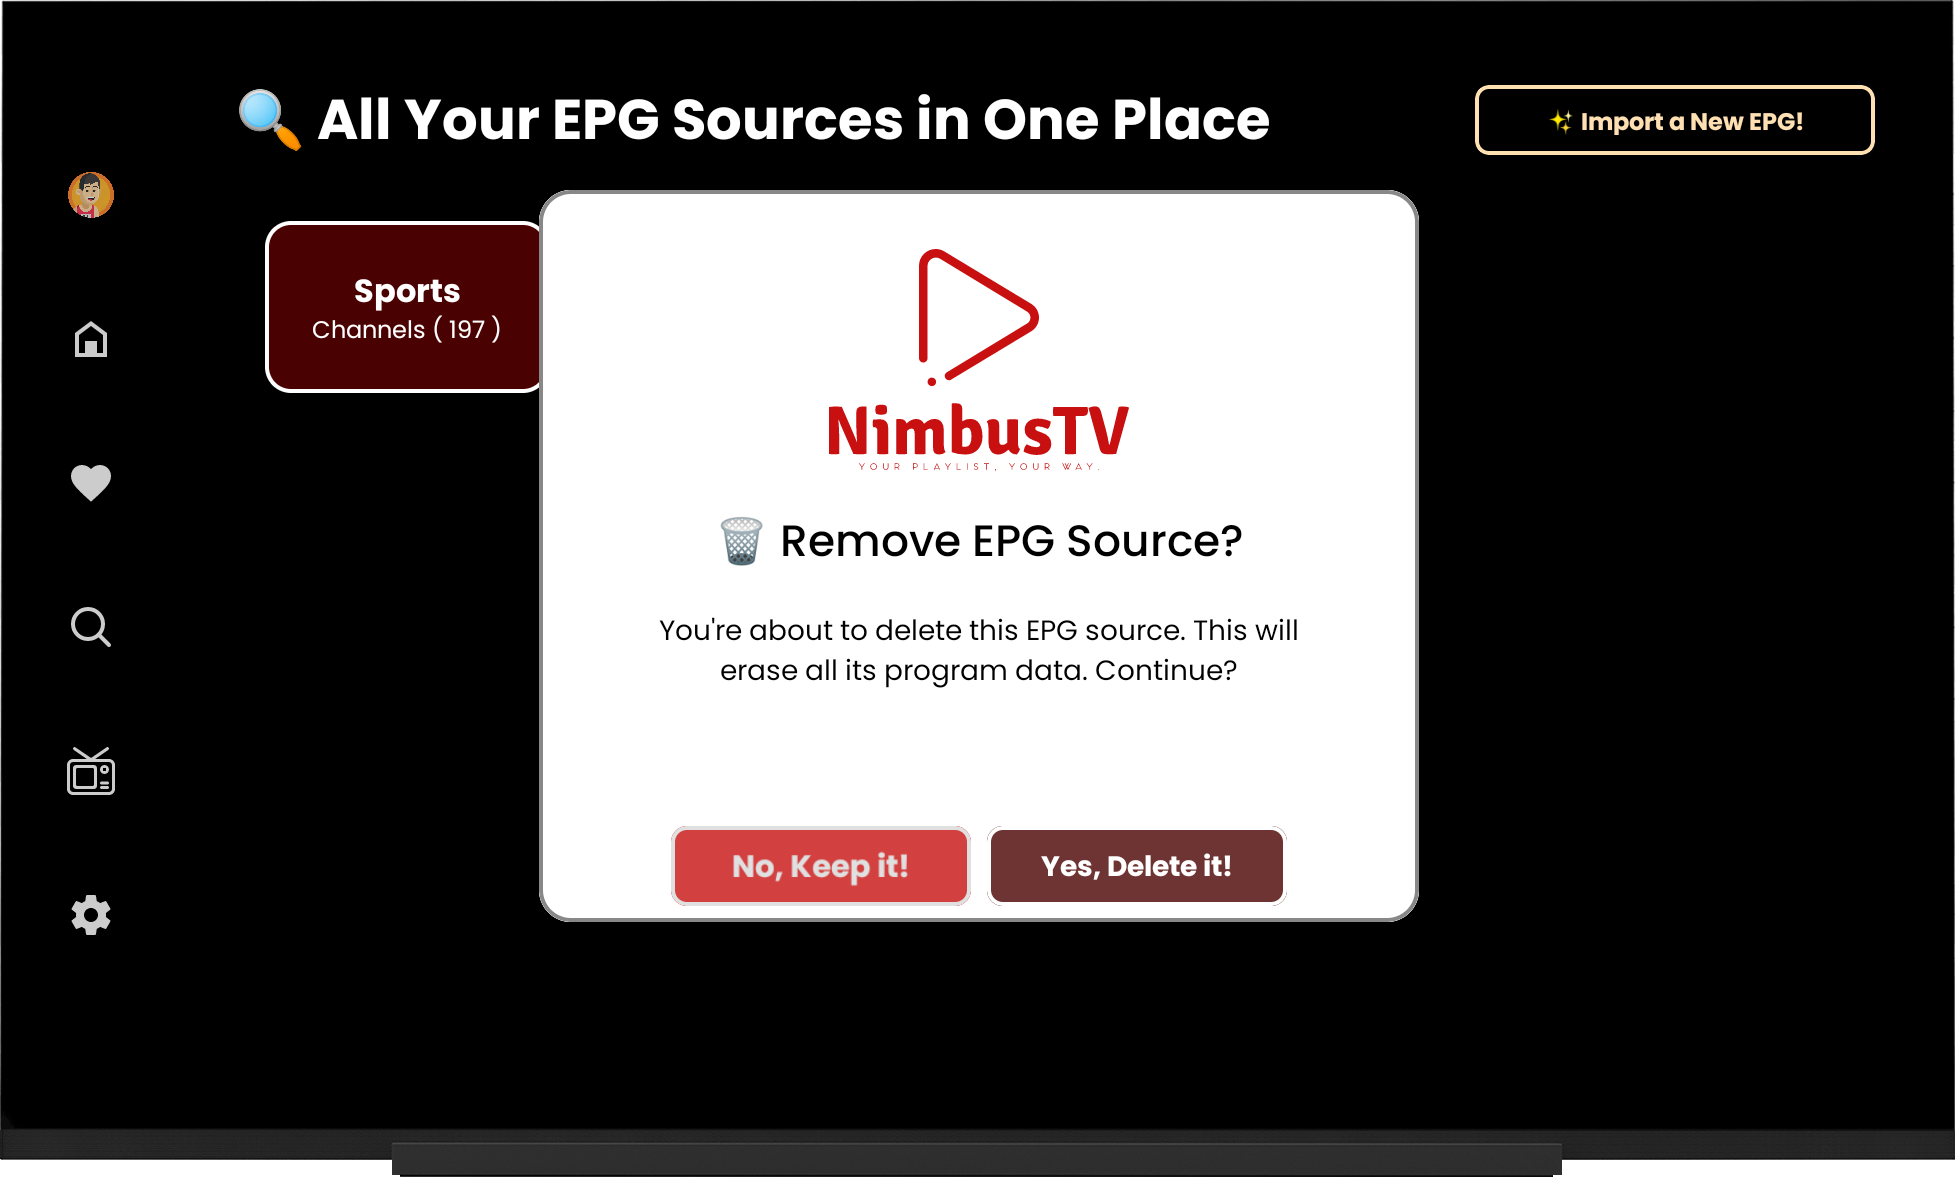 🔍 All Your EPG Sources in One Place
✨ Import a New EPG!
Sports
Channels ( 197 )
NimbusTV
YOUR PLAYLIST, YOUR WAY.
🗑️ Remove EPG Source?
You're about to delete this EPG source. This will
erase all its program data. Continue?
No, Keep it!
Yes, Delete it!